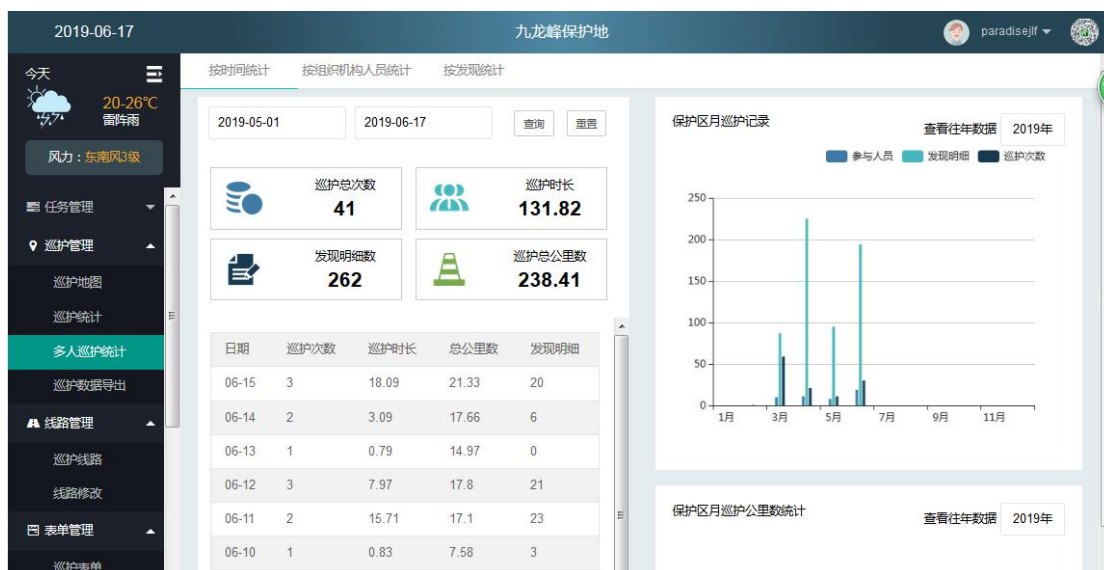 2019-06-17
九龙峰保护地
paradisejlf
今天
20-26℃
雷阵雨
风力：东南风3级
任务管理
巡护管理
巡护地图
巡护统计
多人巡护统计
巡护数据导出
线路管理
巡护线路
线路修改
表单管理
巡护表单
按时间统计 按组织机构人员统计 按发现统计
2019-05-01 2019-06-17 查询 重置
巡护总次数
41
巡护时长
131.82
发现明细数
262
巡护总公里数
238.41
日期 巡护次数 巡护时长 总公里数 发现明细
06-15 3 18.09 21.33 20
06-14 2 3.09 17.66 6
06-13 1 0.79 14.97 0
06-12 3 7.97 17.8 21
06-11 2 15.71 17.1 23
06-10 1 0.83 7.58 3
保护区月巡护记录
查看往年数据 2019年
参与人员 发现明细 巡护次数
250
200
150
100
50
0
1月 3月 5月 7月 9月 11月
保护区月巡护公里数统计
查看往年数据 2019年